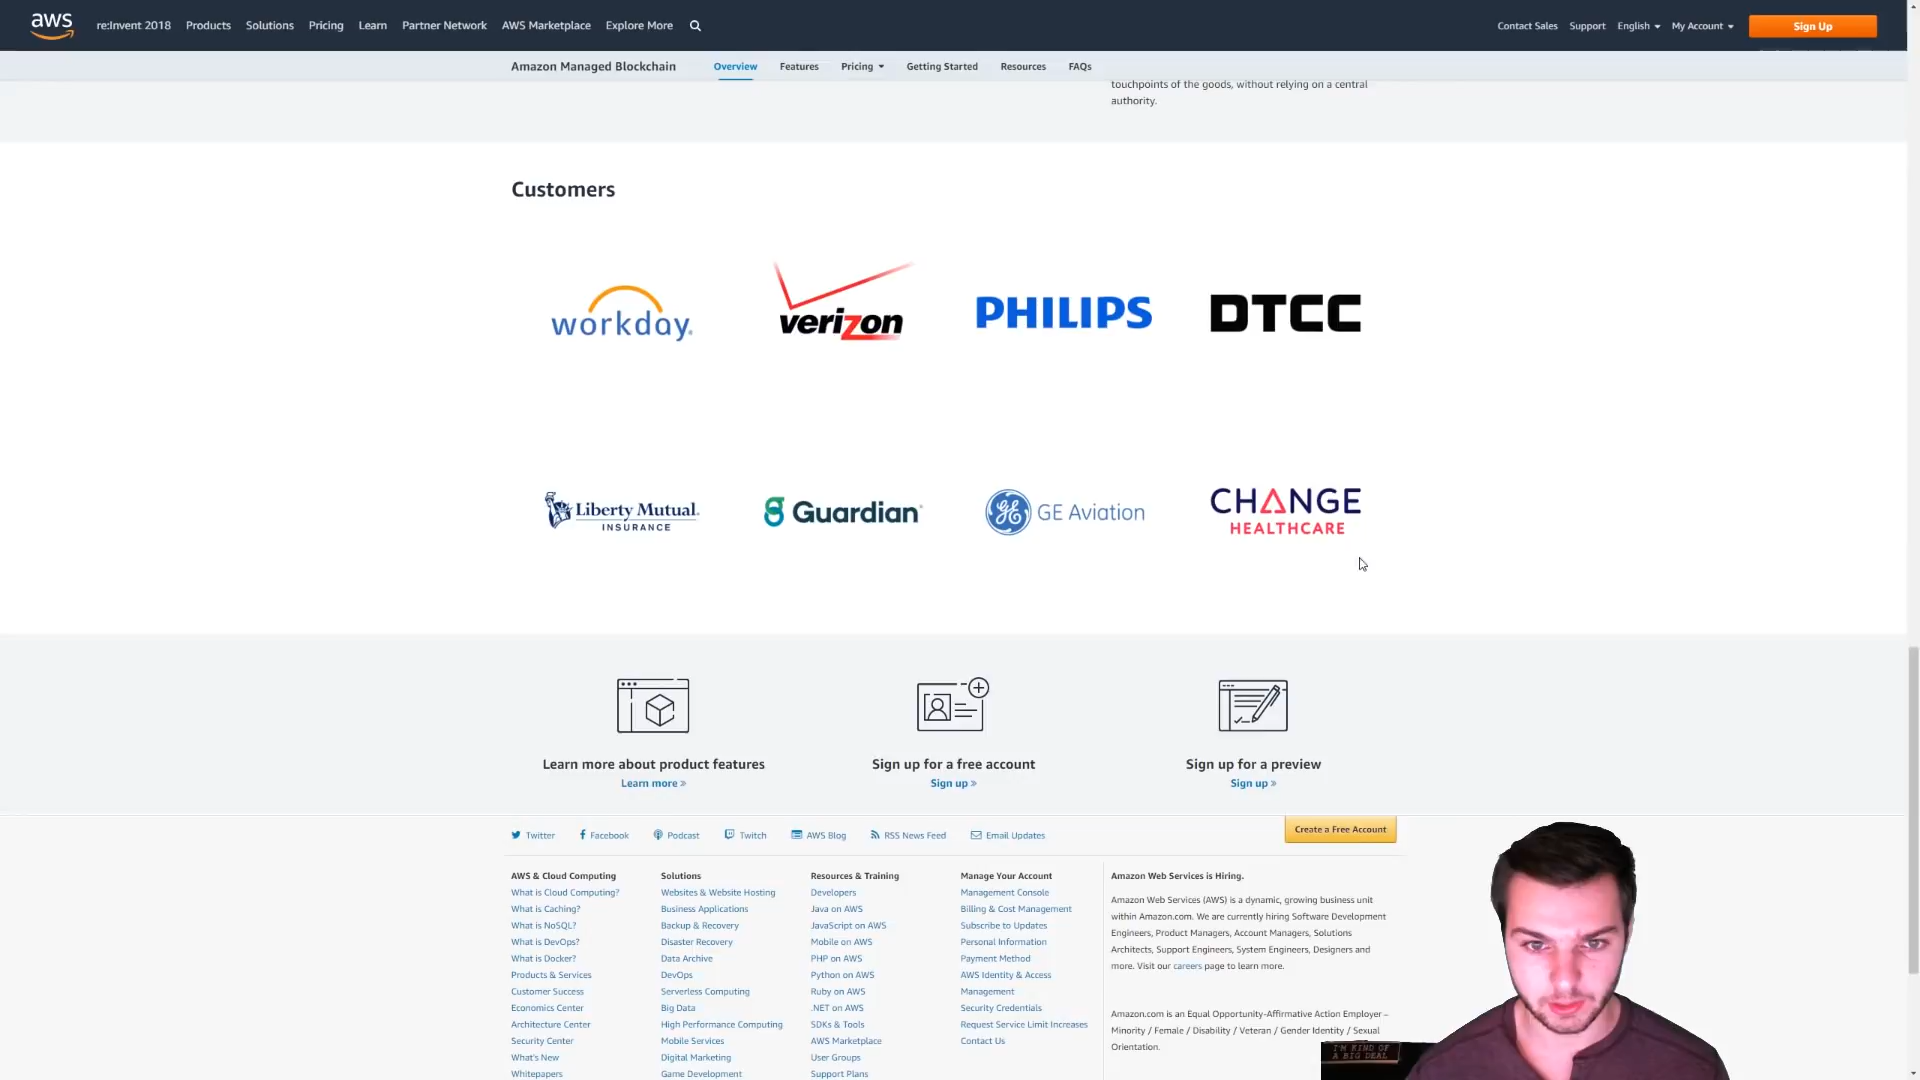 aws
re:Invent 2018 Products Solutions Pricing Learn Partner Network AWS Marketplace Explore More
Contact Sales Support English My Account Sign Up
Amazon Managed Blockchain Overview Features Pricing Getting Started Resources FAQs
touchpoints of the goods, without relying on a central
authority.
Customers
workday.
verizon
PHILIPS
DTCC
Liberty Mutual.
INSURANCE
Guardian
GE Aviation
CHANGE
HEALTHCARE
Learn more about product features
Learn more »
Sign up for a free account
Sign up »
Sign up for a preview
Sign up »
Twitter Facebook Podcast Twitch AWS Blog RSS News Feed Email Updates
Create a Free Account
AWS & Cloud Computing
What is Cloud Computing?
What is Caching?
What is NoSQL?
What is DevOps?
What is Docker?
Products & Services
Customer Success
Economics Center
Architecture Center
Security Center
What's New
Whitepapers
Solutions
Websites & Website Hosting
Business Applications
Backup & Recovery
Disaster Recovery
Data Archive
DevOps
Serverless Computing
Big Data
High Performance Computing
Mobile Services
Digital Marketing
Game Development
Resources & Training
Developers
Java on AWS
JavaScript on AWS
Mobile on AWS
PHP on AWS
Python on AWS
Ruby on AWS
.NET on AWS
SDKs & Tools
AWS Marketplace
User Groups
Support Plans
Manage Your Account
Management Console
Billing & Cost Management
Subscribe to Updates
Personal Information
Payment Method
AWS Identity & Access
Management
Security Credentials
Request Service Limit Increases
Contact Us
Amazon Web Services is Hiring.
Amazon Web Services (AWS) is a dynamic, growing business unit
within Amazon.com. We are currently hiring Software Development
Engineers, Product Managers, Account Managers, Solutions
Architects, Support Engineers, System Engineers, Designers and
more. Visit our careers page to learn more.
Amazon.com is an Equal Opportunity-Affirmative Action Employer –
Minority / Female / Disability / Veteran / Gender Identity / Sexual
Orientation.
I'M KIND OF
A BIG DEAL